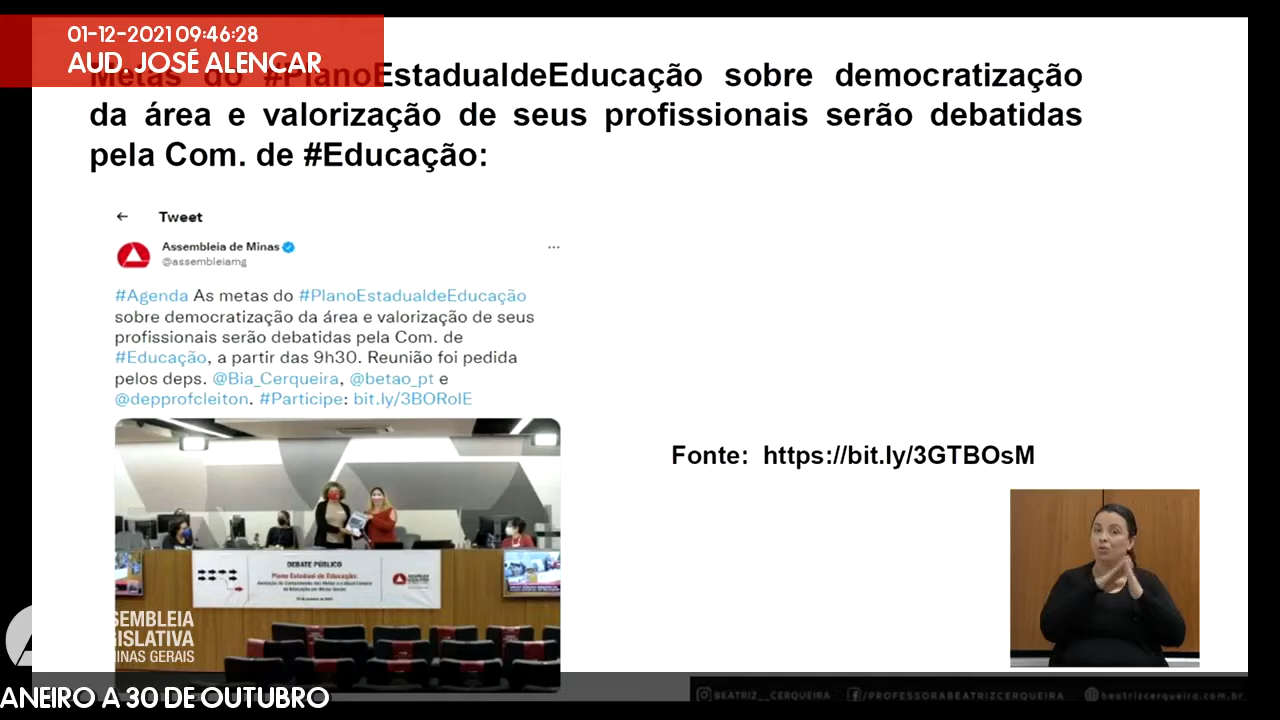 01-12-2021 09:46:28
AUD. JOSÉ ALENCAR
Metas do #PlanoEstadualdeEducação sobre democratização
da área e valorização de seus profissionais serão debatidas
pela Com. de #Educação:
Tweet
Assembleia de Minas
@assembleiamg
#Agenda As metas do #PlanoEstadualdeEducação
sobre democratização da área e valorização de seus
profissionais serão debatidas pela Com. de
#Educação, a partir das 9h30. Reunião foi pedida
pelos deps. @Bia_Cerqueira, @betao_pt e
@depprofcleiton. #Participe: bit.ly/3BORolE
Fonte: https://bit.ly/3GTBOsM
DEBATE PÚBLICO
Plano Estadual de Educação
SEMBLEIA
GISLATIVA
MINAS GERAIS
ANEIRO A 30 DE OUTUBRO
BEATRIZ__CERQUEIRA
/PROFESSORABEATRIZCERQUEIRA
beatrizcerqueira.com.br